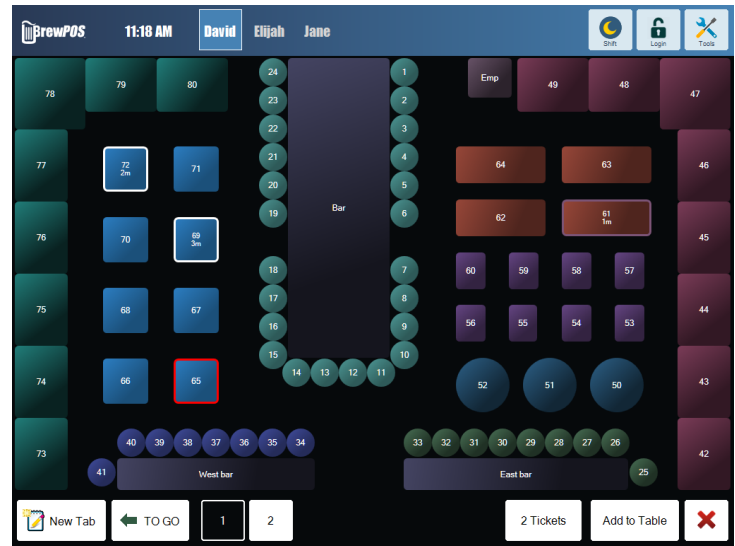 BrewPOS 11:18 AM David Elijah Jane Shift Login Tools
78 79 80 24 1 Emp 49 48 47
23 2
22 3
77 72 71 21 4 64 63 46
2m
20 5
19 Bar 6 62 61
1m
76 70 69 45
3m
18 7 60 59 58 57
17 8
75 68 67 44
16 9 56 55 54 53
15 10
14 13 12 11
74 66 65 52 51 50 43
40 39 38 37 36 35 34 33 32 31 30 29 28 27 26
73 42
41 West bar East bar 25
New Tab TO GO 1 2 2 Tickets Add to Table